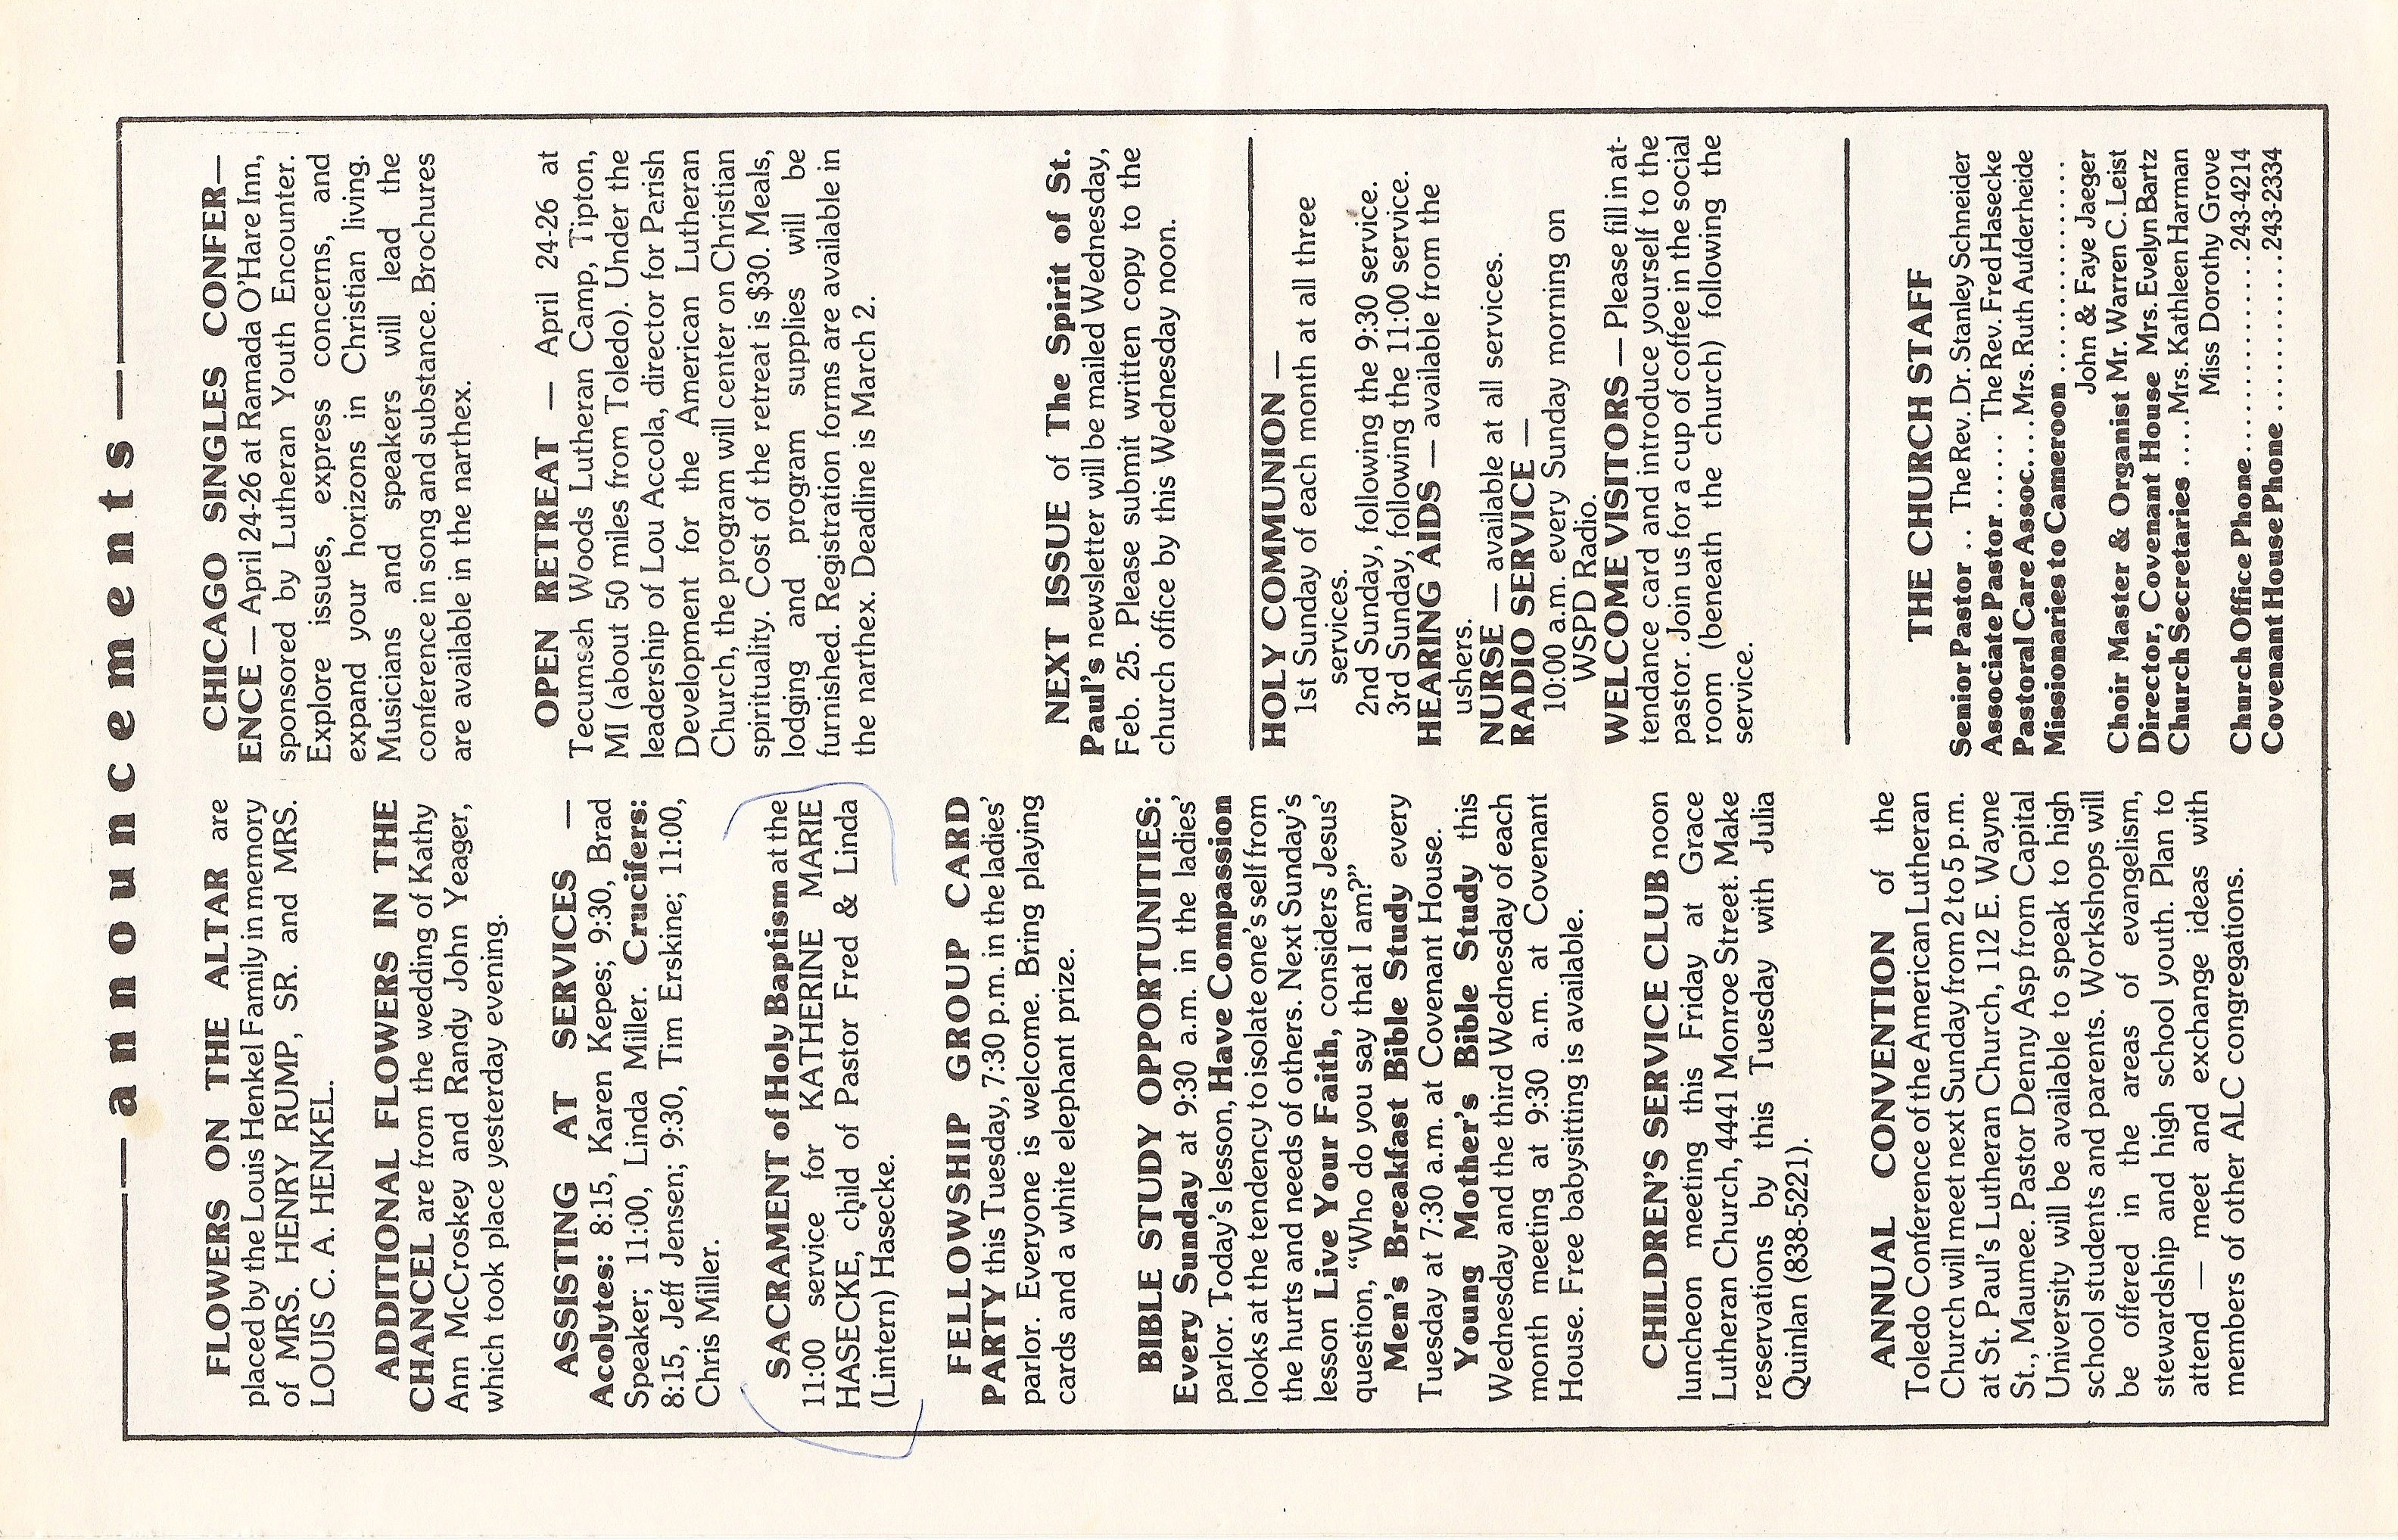 announcements
FLOWERS ON THE ALTAR are
placed by the Louis Henkel Family in memory
of MRS. HENRY RUMP, SR. and MRS.
LOUIS C. A. HENKEL.
ADDITIONAL FLOWERS IN THE
CHANCEL are from the wedding of Kathy
Ann McCroskey and Randy John Yeager,
which took place yesterday evening.
ASSISTING AT SERVICES —
Acolytes: 8:15, Karen Kepes; 9:30, Brad
Speaker; 11:00, Linda Miller. Crucifers:
8:15, Jeff Jensen; 9:30, Tim Erskine; 11:00,
Chris Miller.
SACRAMENT of Holy Baptism at the
11:00 service for KATHERINE MARIE
HASECKE, child of Pastor Fred & Linda
(Lintern) Hasecke.
FELLOWSHIP GROUP CARD
PARTY this Tuesday, 7:30 p.m. in the ladies'
parlor. Everyone is welcome. Bring playing
cards and a white elephant prize.
BIBLE STUDY OPPORTUNITIES:
Every Sunday at 9:30 a.m. in the ladies'
parlor. Today's lesson, Have Compassion
looks at the tendency to isolate one's self from
the hurts and needs of others. Next Sunday's
lesson Live Your Faith, considers Jesus'
question, "Who do you say that I am?"
Men's Breakfast Bible Study every
Tuesday at 7:30 a.m. at Covenant House.
Young Mother's Bible Study this
Wednesday and the third Wednesday of each
month meeting at 9:30 a.m. at Covenant
House. Free babysitting is available.
CHILDREN'S SERVICE CLUB noon
luncheon meeting this Friday at Grace
Lutheran Church, 4441 Monroe Street. Make
reservations by this Tuesday with Julia
Quinlan (838-5221).
ANNUAL CONVENTION of the
Toledo Conference of the American Lutheran
Church will meet next Sunday from 2 to 5 p.m.
at St. Paul's Lutheran Church, 112 E. Wayne
St., Maumee. Pastor Denny Asp from Capital
University will be available to speak to high
school students and parents. Workshops will
be offered in the areas of evangelism,
stewardship and high school youth. Plan to
attend — meet and exchange ideas with
members of other ALC congregations.
CHICAGO SINGLES CONFER—
ENCE — April 24-26 at Ramada O'Hare Inn,
sponsored by Lutheran Youth Encounter.
Explore issues, express concerns, and
expand your horizons in Christian living.
Musicians and speakers will lead the
conference in song and substance. Brochures
are available in the narthex.
OPEN RETREAT — April 24-26 at
Tecumseh Woods Lutheran Camp, Tipton,
MI (about 50 miles from Toledo). Under the
leadership of Lou Accola, director for Parish
Development for the American Lutheran
Church, the program will center on Christian
spirituality. Cost of the retreat is $30. Meals,
lodging and program supplies will be
furnished. Registration forms are available in
the narthex. Deadline is March 2.
NEXT ISSUE of The Spirit of St.
Paul's newsletter will be mailed Wednesday,
Feb. 25. Please submit written copy to the
church office by this Wednesday noon.
HOLY COMMUNION —
1st Sunday of each month at all three
services.
2nd Sunday, following the 9:30 service.
3rd Sunday, following the 11:00 service.
HEARING AIDS — available from the
ushers.
NURSE — available at all services.
RADIO SERVICE —
10:00 a.m. every Sunday morning on
WSPD Radio.
WELCOME VISITORS — Please fill in at-
tendance card and introduce yourself to the
pastor. Join us for a cup of coffee in the social
room (beneath the church) following the
service.
THE CHURCH STAFF
Senior Pastor .. The Rev. Dr. Stanley Schneider
Associate Pastor...... The Rev. Fred Hasecke
Pastoral Care Assoc.... Mrs. Ruth Aufderheide
Missionaries to Cameroon ....................
John & Faye Jaeger
Choir Master & Organist Mr. Warren C. Leist
Director, Covenant House Mrs. Evelyn Bartz
Church Secretaries ..... Mrs. Kathleen Harman
Miss Dorothy Grove
Church Office Phone....................243-4214
Covenant House Phone ................243-2334